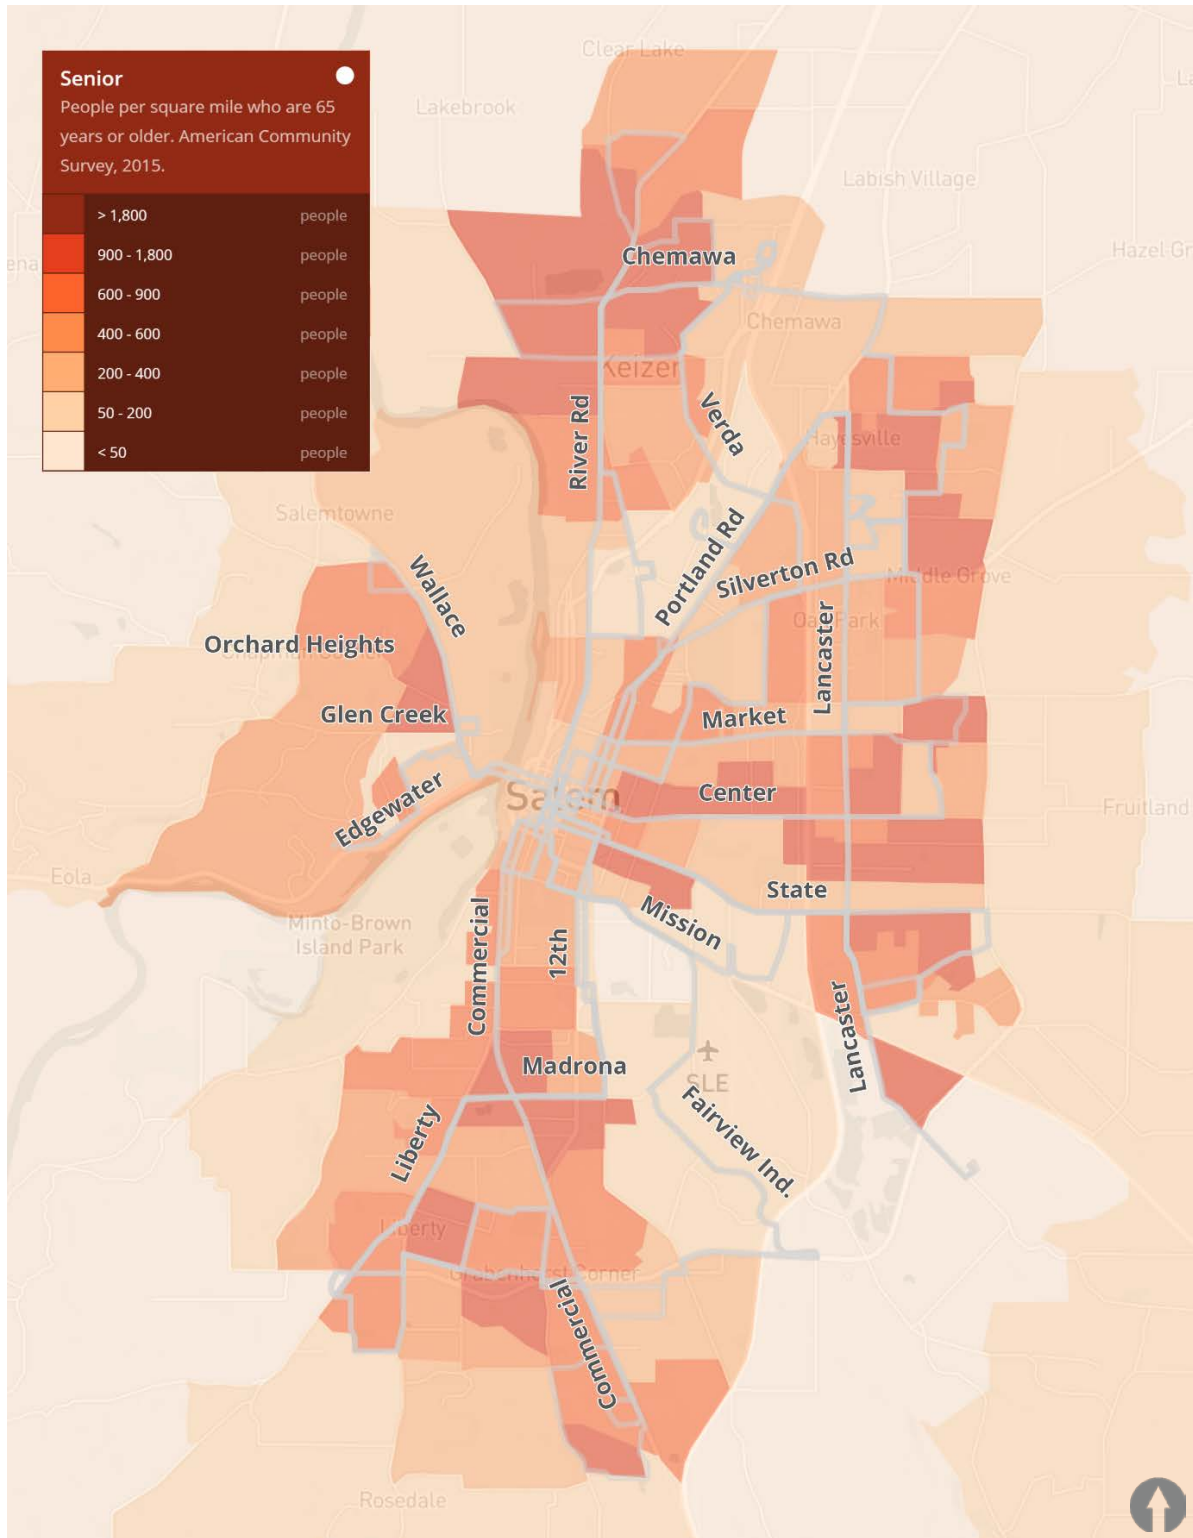 Senior
People per square mile who are 65
years or older. American Community
Survey, 2015.
> 1,800 people
900 - 1,800 people
600 - 900 people
400 - 600 people
200 - 400 people
50 - 200 people
< 50 people
Clear Lake
Lakebrook
Labish Village
Hazel Gr
Chemawa
Chemawa
Keizer
River Rd
Verda
Hayesville
Salemtowne
Portland Rd
Silverton Rd
Middle Grove
Wallace
Orchard Heights
Oak Park
Lancaster
Glen Creek
Market
Salem
Center
Edgewater
Fruitland
Eola
State
Minto-Brown
Island Park
Mission
Commercial
12th
Lancaster
Madrona
SLE
Fairview Ind.
Liberty
Liberty
Grabenhorst Corner
Commercial
Rosedale